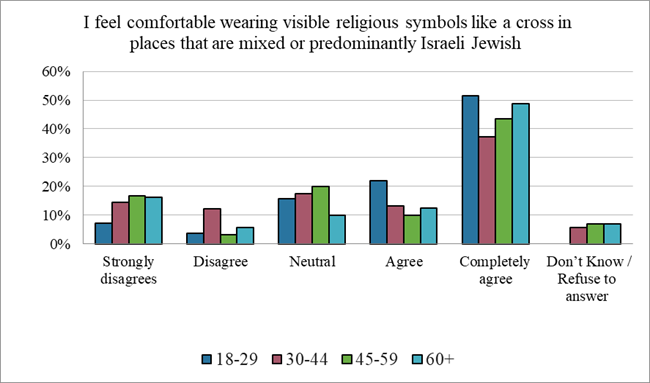 I feel comfortable wearing visible religious symbols like a cross in
places that are mixed or predominantly Israeli Jewish
60%
50%
40%
30%
20%
10%
0%
Strongly
disagrees
Disagree
Neutral
Agree
Completely
agree
Don’t Know /
Refuse to
answer
18-29
30-44
45-59
60+